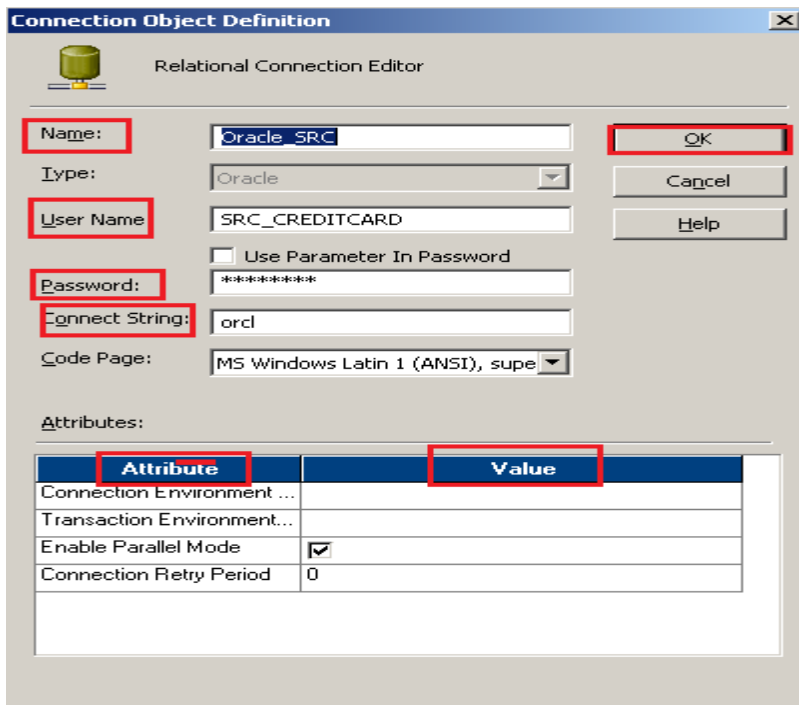 Connection Object Definition
Relational Connection Editor
Name:
Oracle_SRC
OK
Type:
Oracle
Cancel
User Name
SRC_CREDITCARD
Help
Use Parameter In Password
Password:
********
Connect String:
orcl
Code Page:
MS Windows Latin 1 (ANSI), supe
Attributes:
Attribute Value
Connection Environment ...
Transaction Environment...
Enable Parallel Mode
Connection Retry Period 0